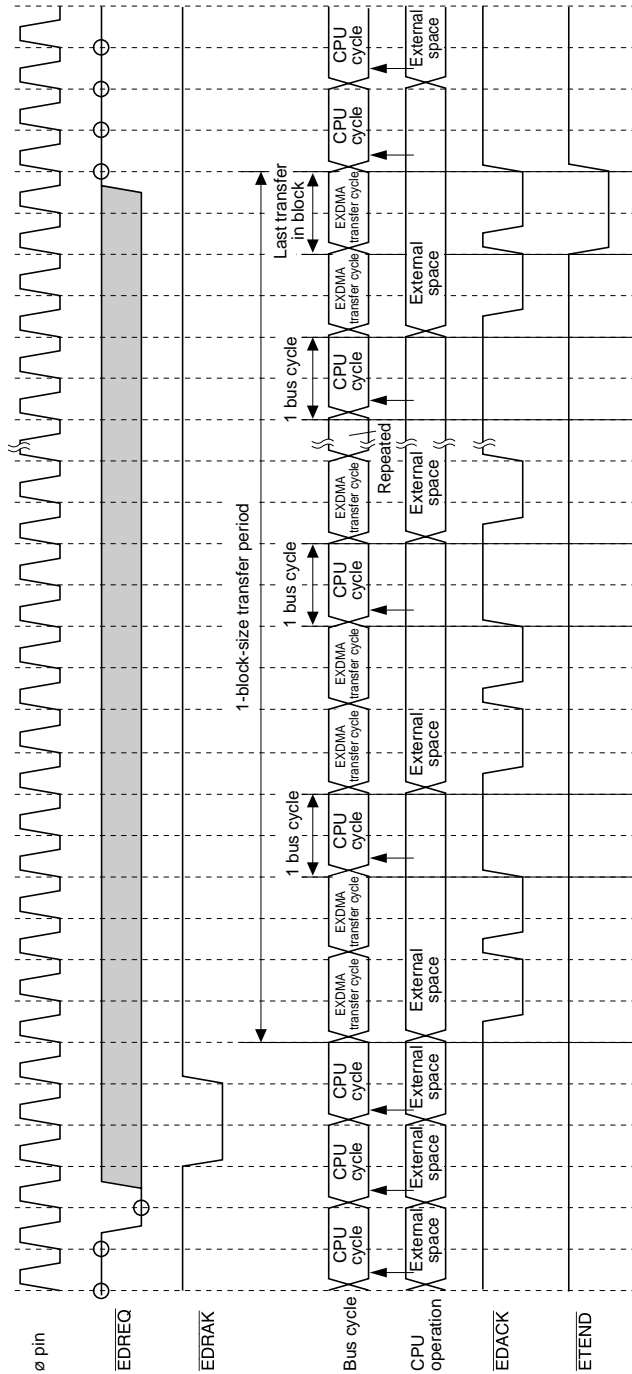 ø pin
EDREQ
EDRAK
1-block-size transfer period
1 bus cycle
1 bus cycle
1 bus cycle
Last transfer
in block
Bus cycle
CPU
cycle
CPU
cycle
CPU
cycle
EXDMA
transfer cycle
EXDMA
transfer cycle
CPU
cycle
EXDMA
transfer cycle
EXDMA
transfer cycle
CPU
cycle
EXDMA
transfer cycle
Repeated
CPU
cycle
EXDMA
transfer cycle
EXDMA
transfer cycle
CPU
cycle
CPU
cycle
CPU
operation
External
space
External
space
External
space
External
space
External
space
External
space
External
space
External
space
EDACK
ETEND